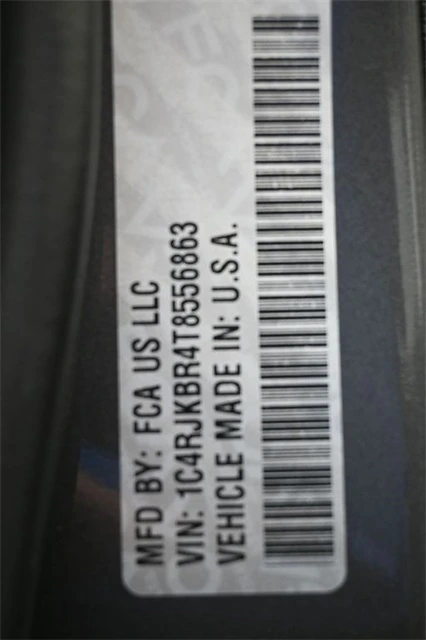 MFD BY: FCA US LLC
VIN: 1C4RJKBR4T8556863
VEHICLE MADE IN: U.S.A.